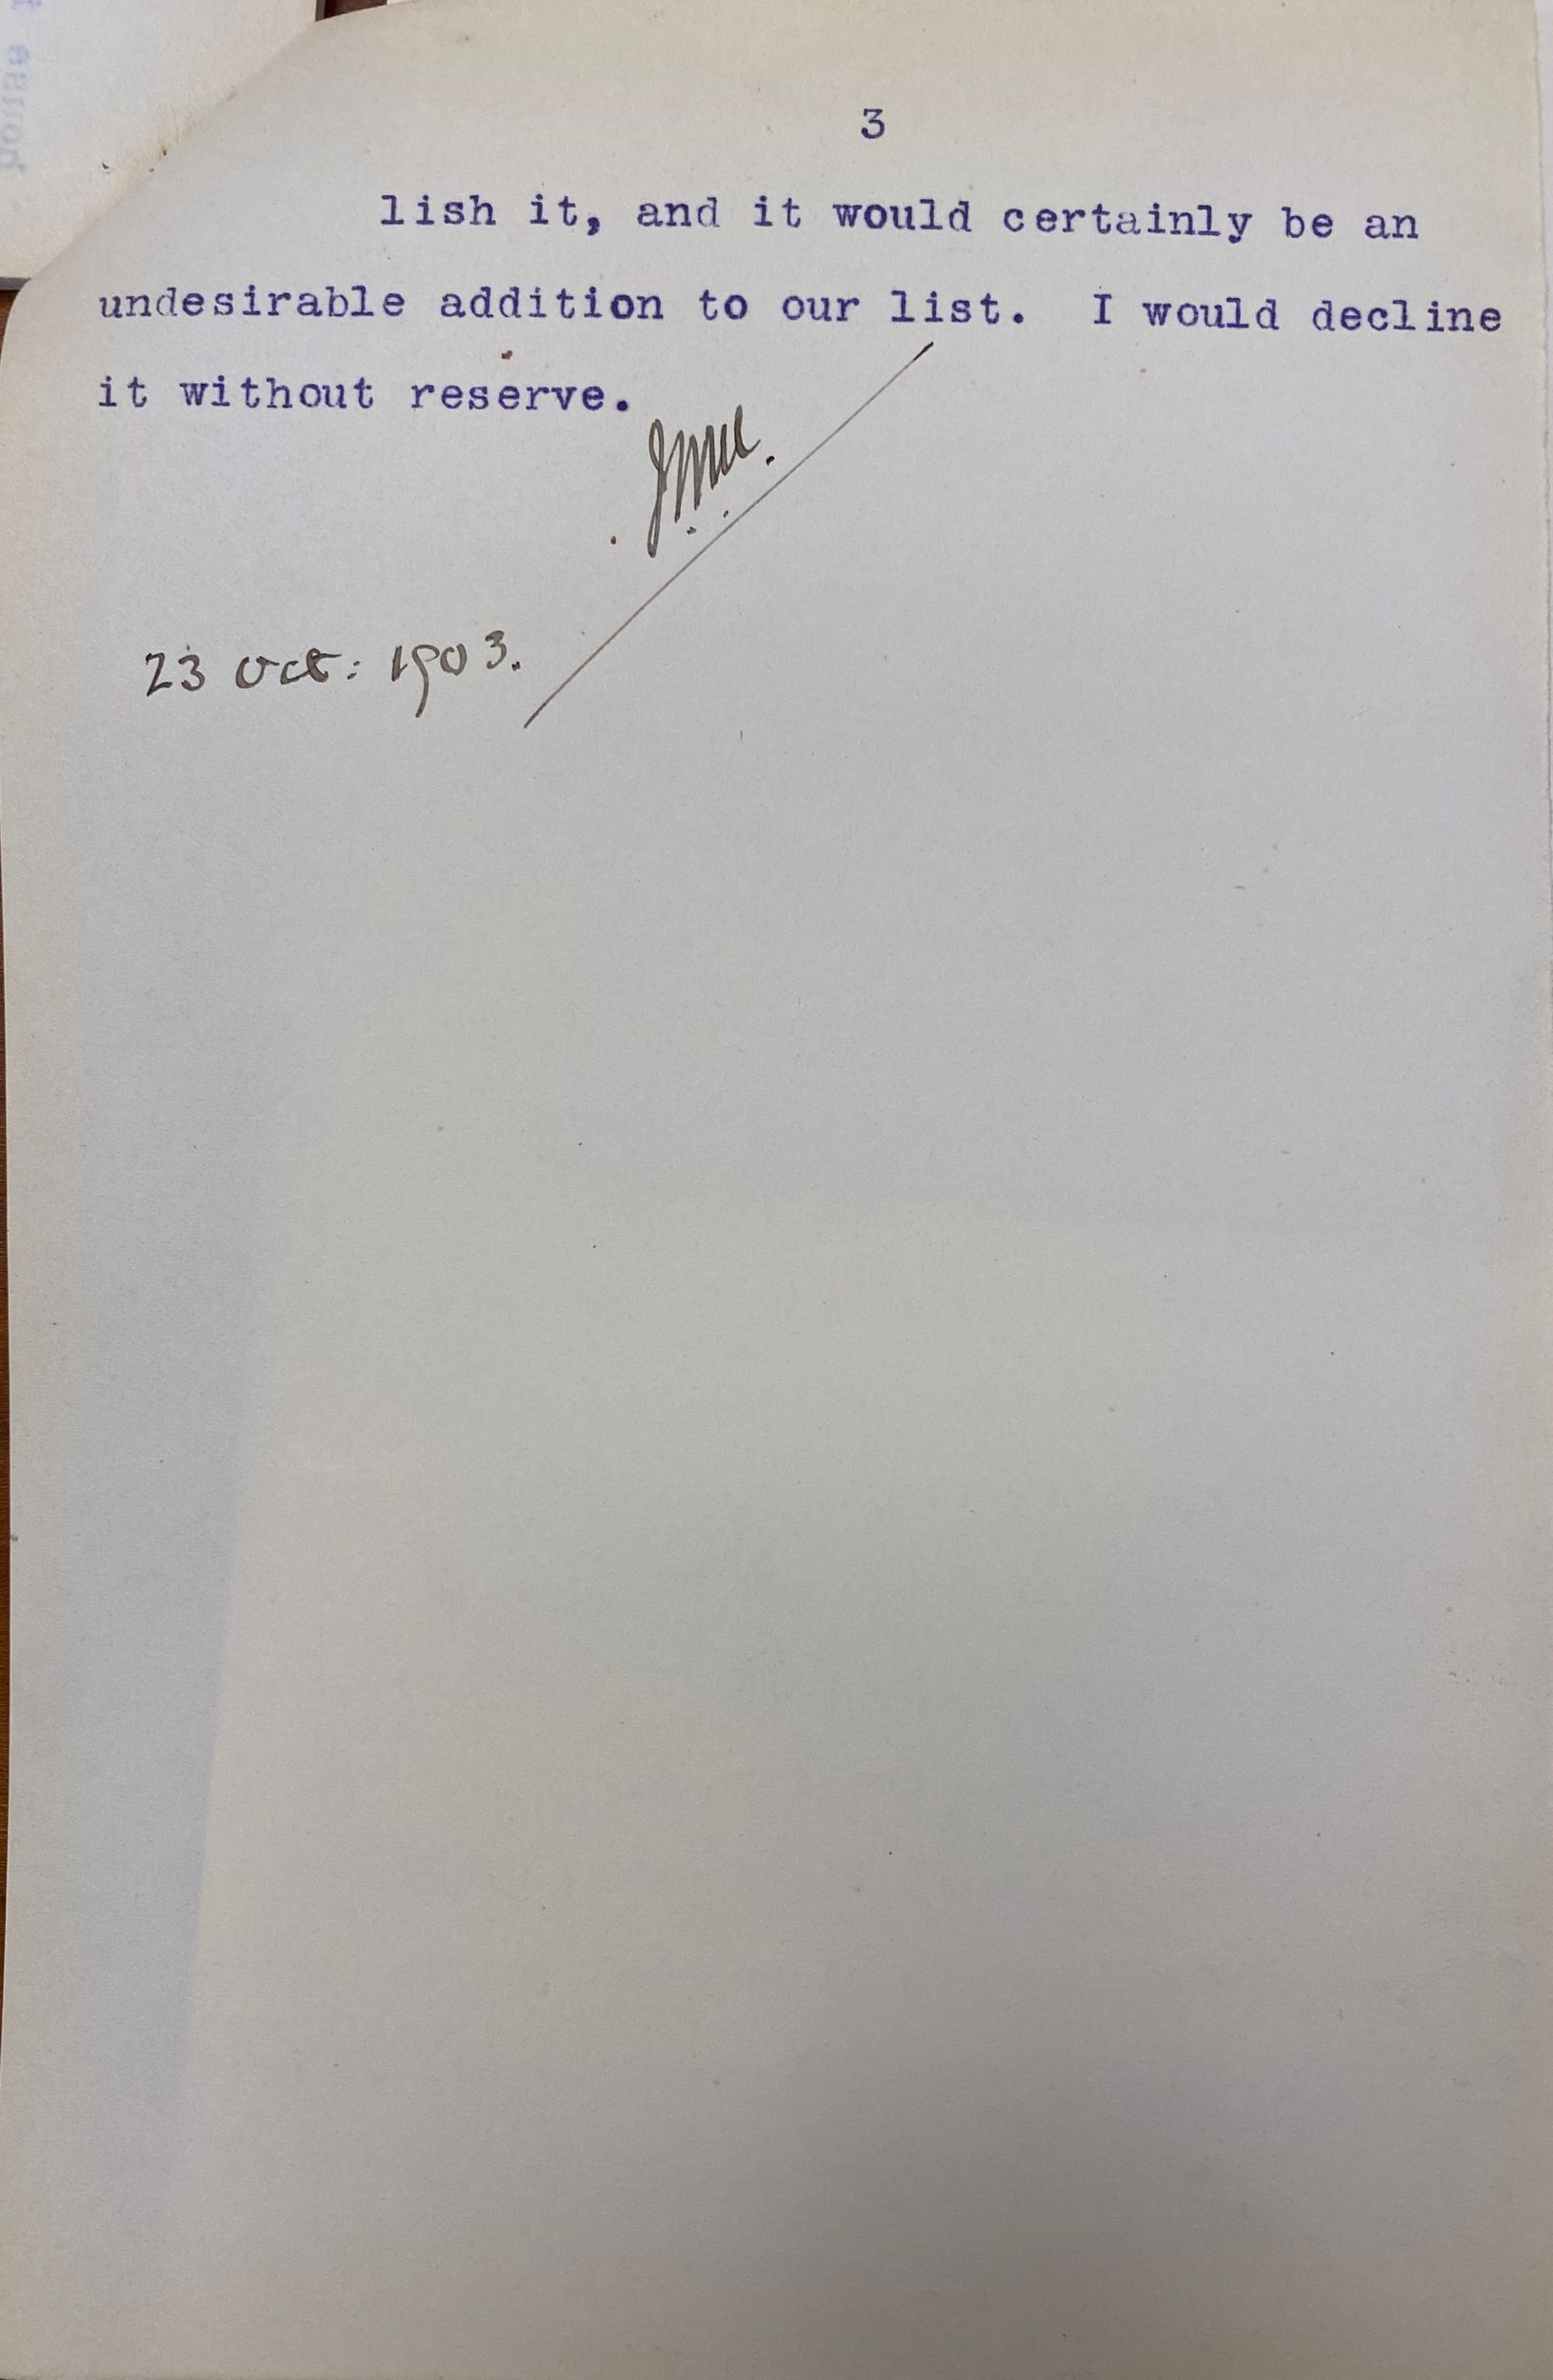 3
lish it, and it would certainly be an
undesirable addition to our list. I would decline
it without reserve.
23 Oct: 1903.